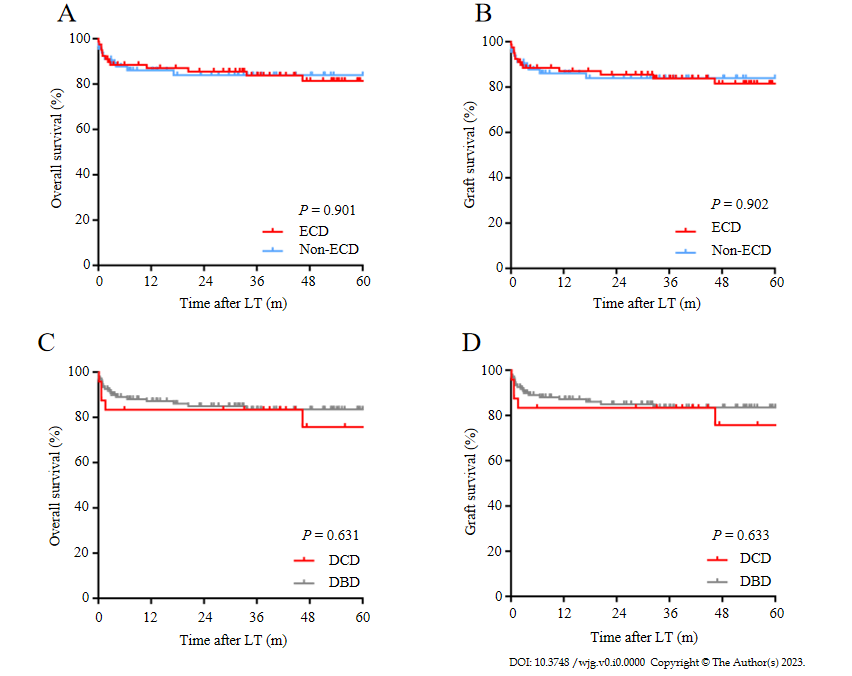 A
100
80
60
40
20
0
Overall survival (%)
P = 0.901
ECD
Non-ECD
0 12 24 36 48 60
Time after LT (m)
B
100
80
60
40
20
0
Graft survival (%)
P = 0.902
ECD
Non-ECD
0 12 24 36 48 60
Time after LT (m)
C
100
80
60
40
20
0
Overall survival (%)
P = 0.631
DCD
DBD
0 12 24 36 48 60
Time after LT (m)
D
100
80
60
40
20
0
Graft survival (%)
P = 0.633
DCD
DBD
0 12 24 36 48 60
Time after LT (m)
DOI: 10.3748 /wjg.v0.i0.0000 Copyright © The Author(s) 2023.